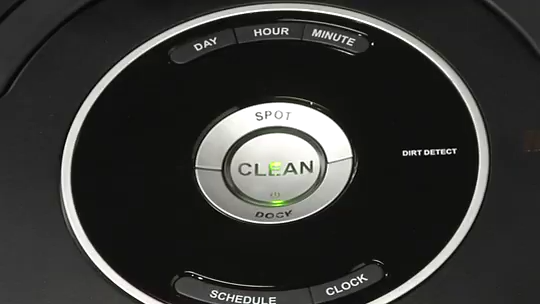 DAY HOUR MINUTE
SPOT
DIRT DETECT
CLEAN
DOCK
SCHEDULE CLOCK